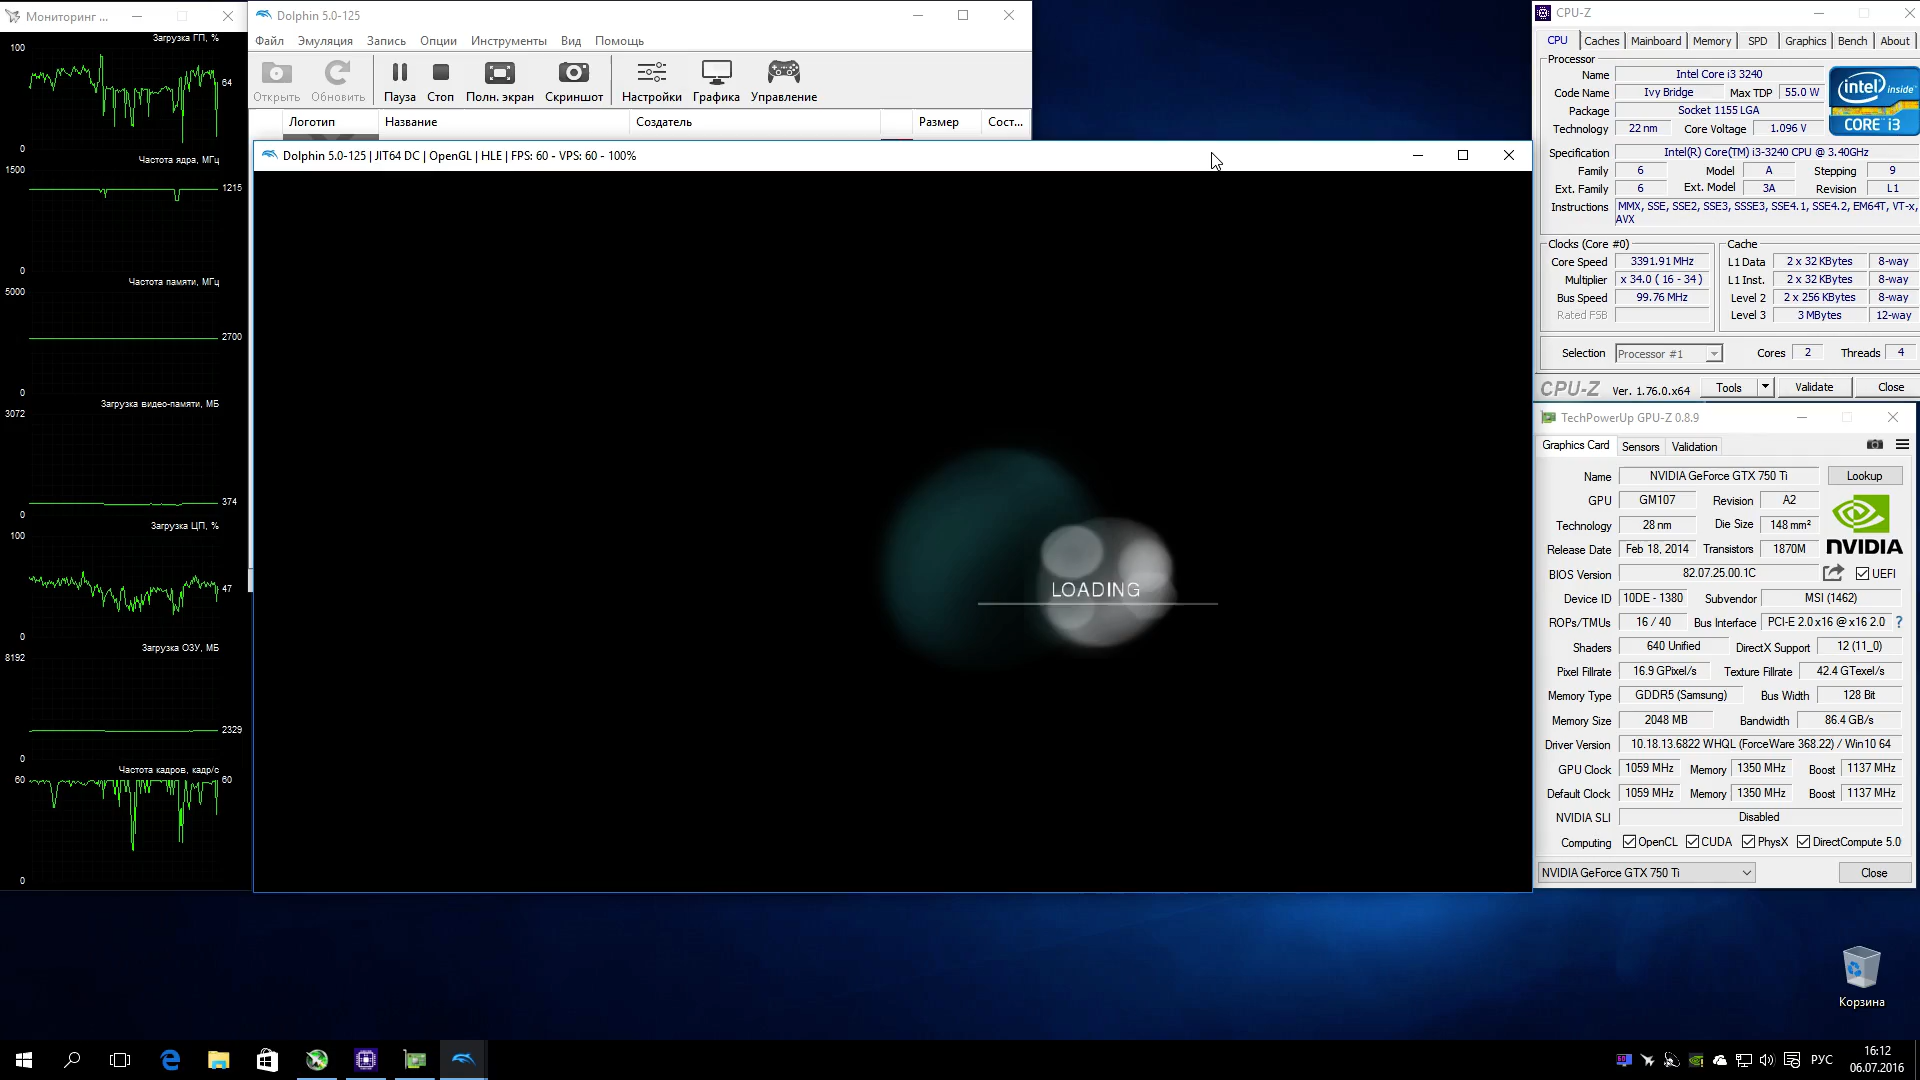 Мониторинг ...
Загрузка ГП, %
100
64
0
Частота ядра, МГц
1500
1215
0
Частота памяти, МГц
5000
2700
0
Загрузка видео-памяти, МБ
3072
374
0
Загрузка ЦП, %
100
47
0
Загрузка ОЗУ, МБ
8192
2329
0
Частота кадров, кадр/с
60
60
0
Dolphin 5.0-125
Файл Эмуляция Запись Опции Инструменты Вид Помощь
Открыть Обновить Пауза Стоп Полн. экран Скриншот Настройки Графика Управление
Логотип Название Создатель Размер Сост...
Dolphin 5.0-125 | JIT64 DC | OpenGL | HLE | FPS: 60 - VPS: 60 - 100%
LOADING
CPU-Z
CPU Caches Mainboard Memory SPD Graphics Bench About
Processor
Name Intel Core i3 3240
Code Name Ivy Bridge Max TDP 55.0 W
Package Socket 1155 LGA
Technology 22 nm Core Voltage 1.096 V
intel inside™
CORE i3
Specification Intel(R) Core(TM) i3-3240 CPU @ 3.40GHz
Family 6 Model A Stepping 9
Ext. Family 6 Ext. Model 3A Revision L1
Instructions MMX, SSE, SSE2, SSE3, SSSE3, SSE4.1, SSE4.2, EM64T, VT-x,
AVX
Clocks (Core #0) Cache
Core Speed 3391.91 MHz L1 Data 2 x 32 KBytes 8-way
Multiplier x 34.0 ( 16 - 34 ) L1 Inst. 2 x 32 KBytes 8-way
Bus Speed 99.76 MHz Level 2 2 x 256 KBytes 8-way
Rated FSB Level 3 3 MBytes 12-way
Selection Processor #1 Cores 2 Threads 4
CPU-Z Ver. 1.76.0.x64 Tools Validate Close
TechPowerUp GPU-Z 0.8.9
Graphics Card Sensors Validation
Name NVIDIA GeForce GTX 750 Ti Lookup
GPU GM107 Revision A2
Technology 28 nm Die Size 148 mm²
Release Date Feb 18, 2014 Transistors 1870M
NVIDIA
BIOS Version 82.07.25.00.1C UEFI
Device ID 10DE - 1380 Subvendor MSI (1462)
ROPs/TMUs 16 / 40 Bus Interface PCI-E 2.0 x16 @ x16 2.0 ?
Shaders 640 Unified DirectX Support 12 (11_0)
Pixel Fillrate 16.9 GPixel/s Texture Fillrate 42.4 GTexel/s
Memory Type GDDR5 (Samsung) Bus Width 128 Bit
Memory Size 2048 MB Bandwidth 86.4 GB/s
Driver Version 10.18.13.6822 WHQL (ForceWare 368.22) / Win10 64
GPU Clock 1059 MHz Memory 1350 MHz Boost 1137 MHz
Default Clock 1059 MHz Memory 1350 MHz Boost 1137 MHz
NVIDIA SLI Disabled
Computing OpenCL CUDA PhysX DirectCompute 5.0
NVIDIA GeForce GTX 750 Ti Close
Корзина
РУС
16:12
06.07.2016